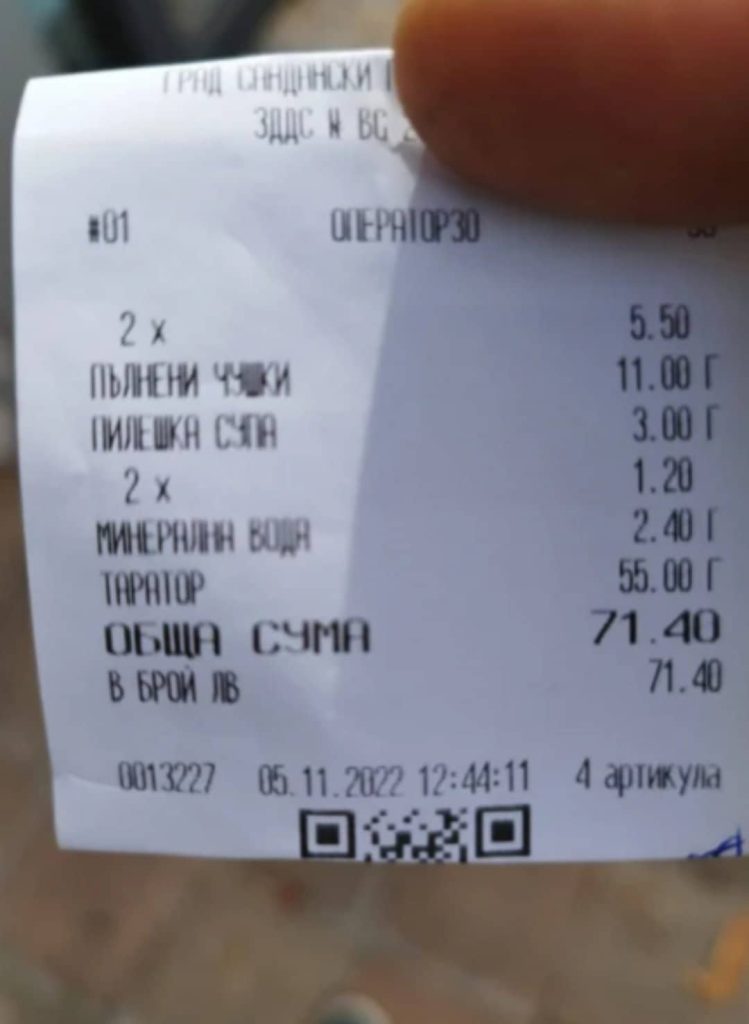 ГРАД САНДАНСКИ
ЗДДС N BG
#01 ОПЕРАТОР30
2 x 5.50
ПЪЛНЕНИ ЧУШКИ 11.00 Г
ПИЛЕШКА СУПА 3.00 Г
2 x 1.20
МИНЕРАЛНА ВОДА 2.40 Г
ТАРАТОР 55.00 Г
ОБЩА СУМА 71.40
В БРОЙ ЛВ 71.40
0013227 05.11.2022 12:44:11 4 артикула